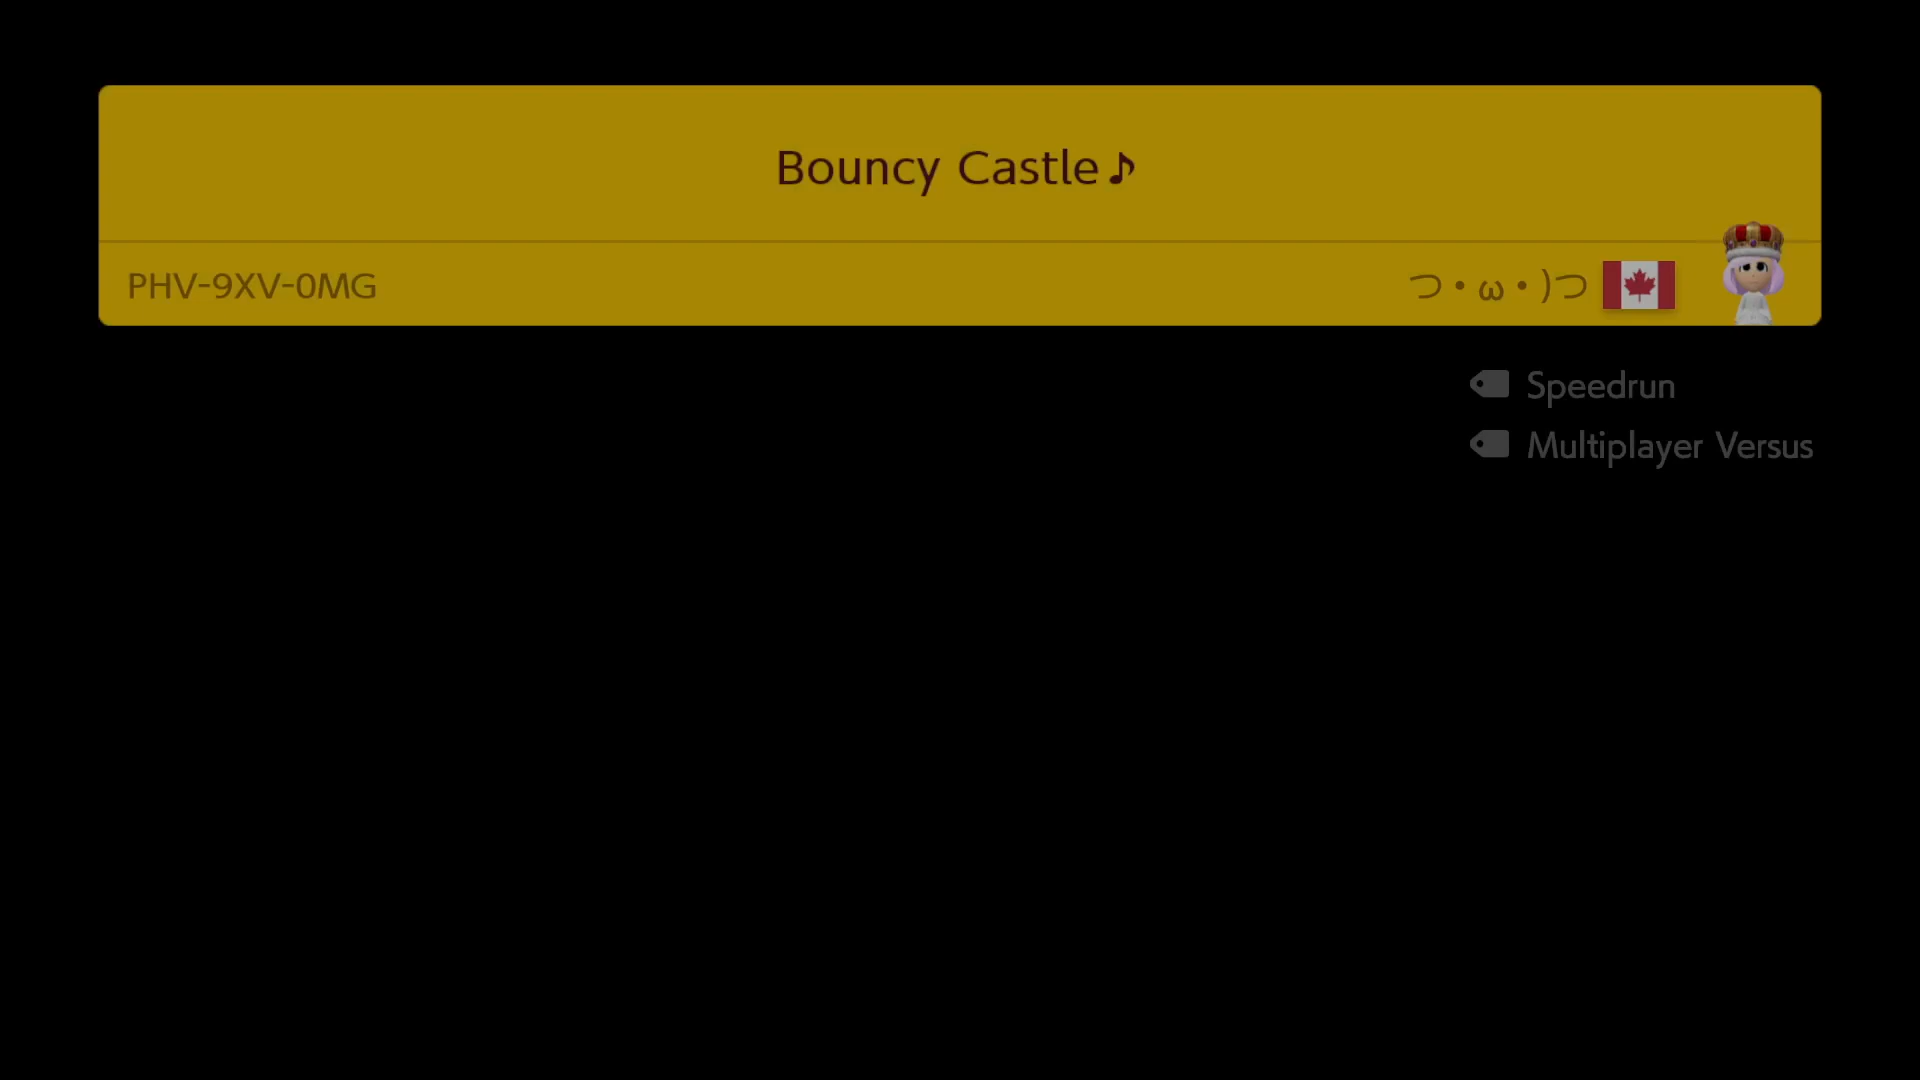 Bouncy Castle♪
PHV-9XV-0MG
つ・ω・)つ
Speedrun
Multiplayer Versus